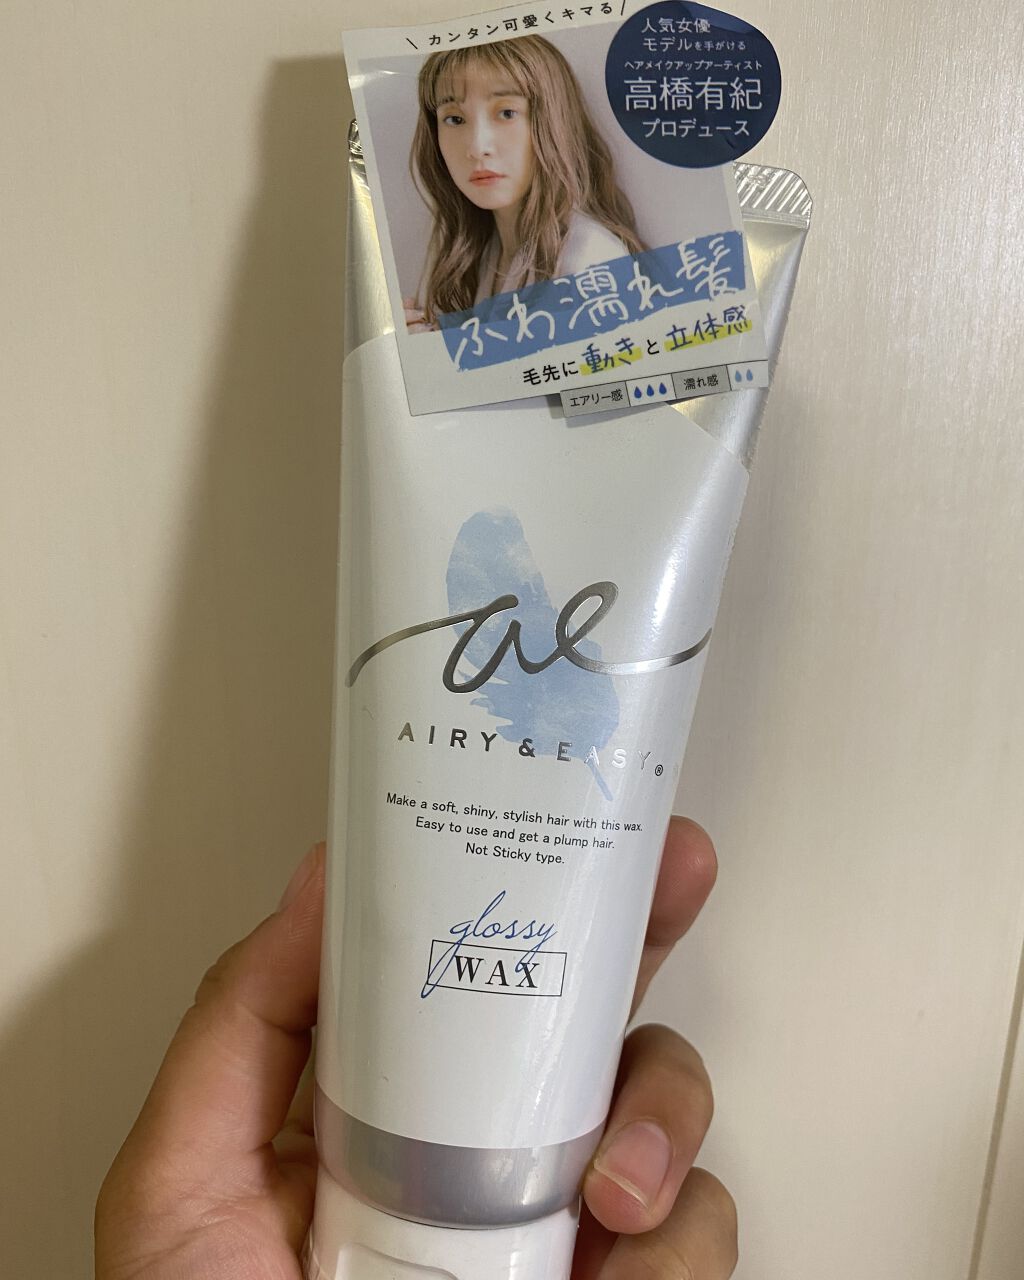 \ カンタン可愛くキマる /
人気女優
モデルを手がける
ヘアメイクアップアーティスト
高橋有紀
プロデュース
ふわ濡れ髪
毛先に動きと立体感
エアリー感 濡れ感
ae
AIRY & EASY®
Make a soft, shiny, stylish hair with this wax.
Easy to use and get a plump hair.
Not Sticky type.
glossy
WAX